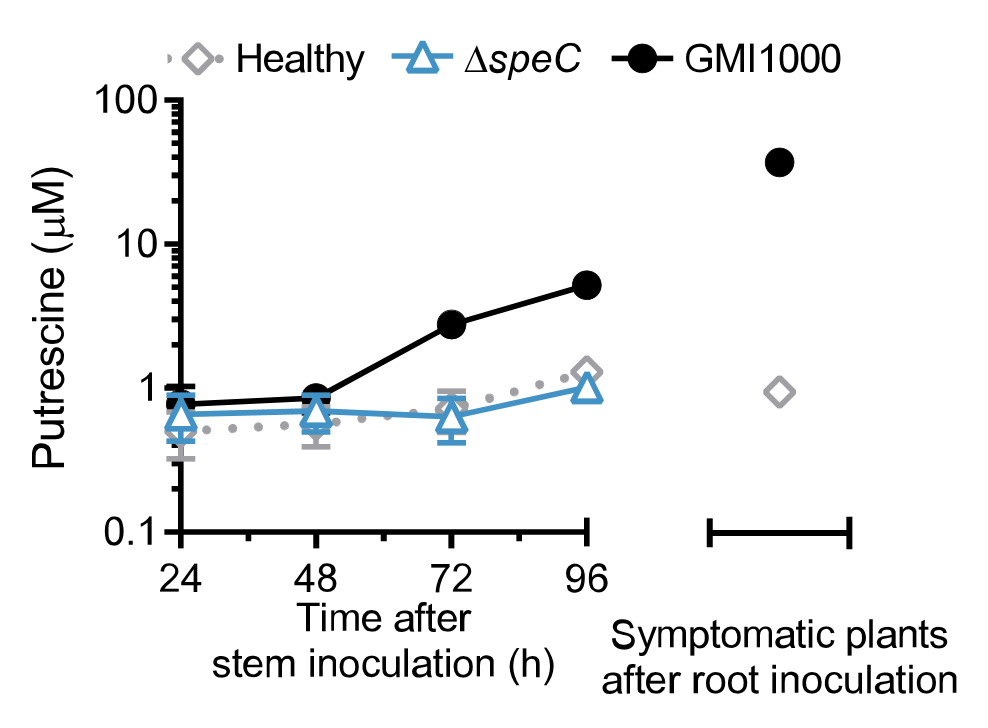 Healthy ΔspeC GMI1000
100
10
1
0.1
Putrescine (μM)
24 48 72 96
Time after
stem inoculation (h)
Symptomatic plants
after root inoculation